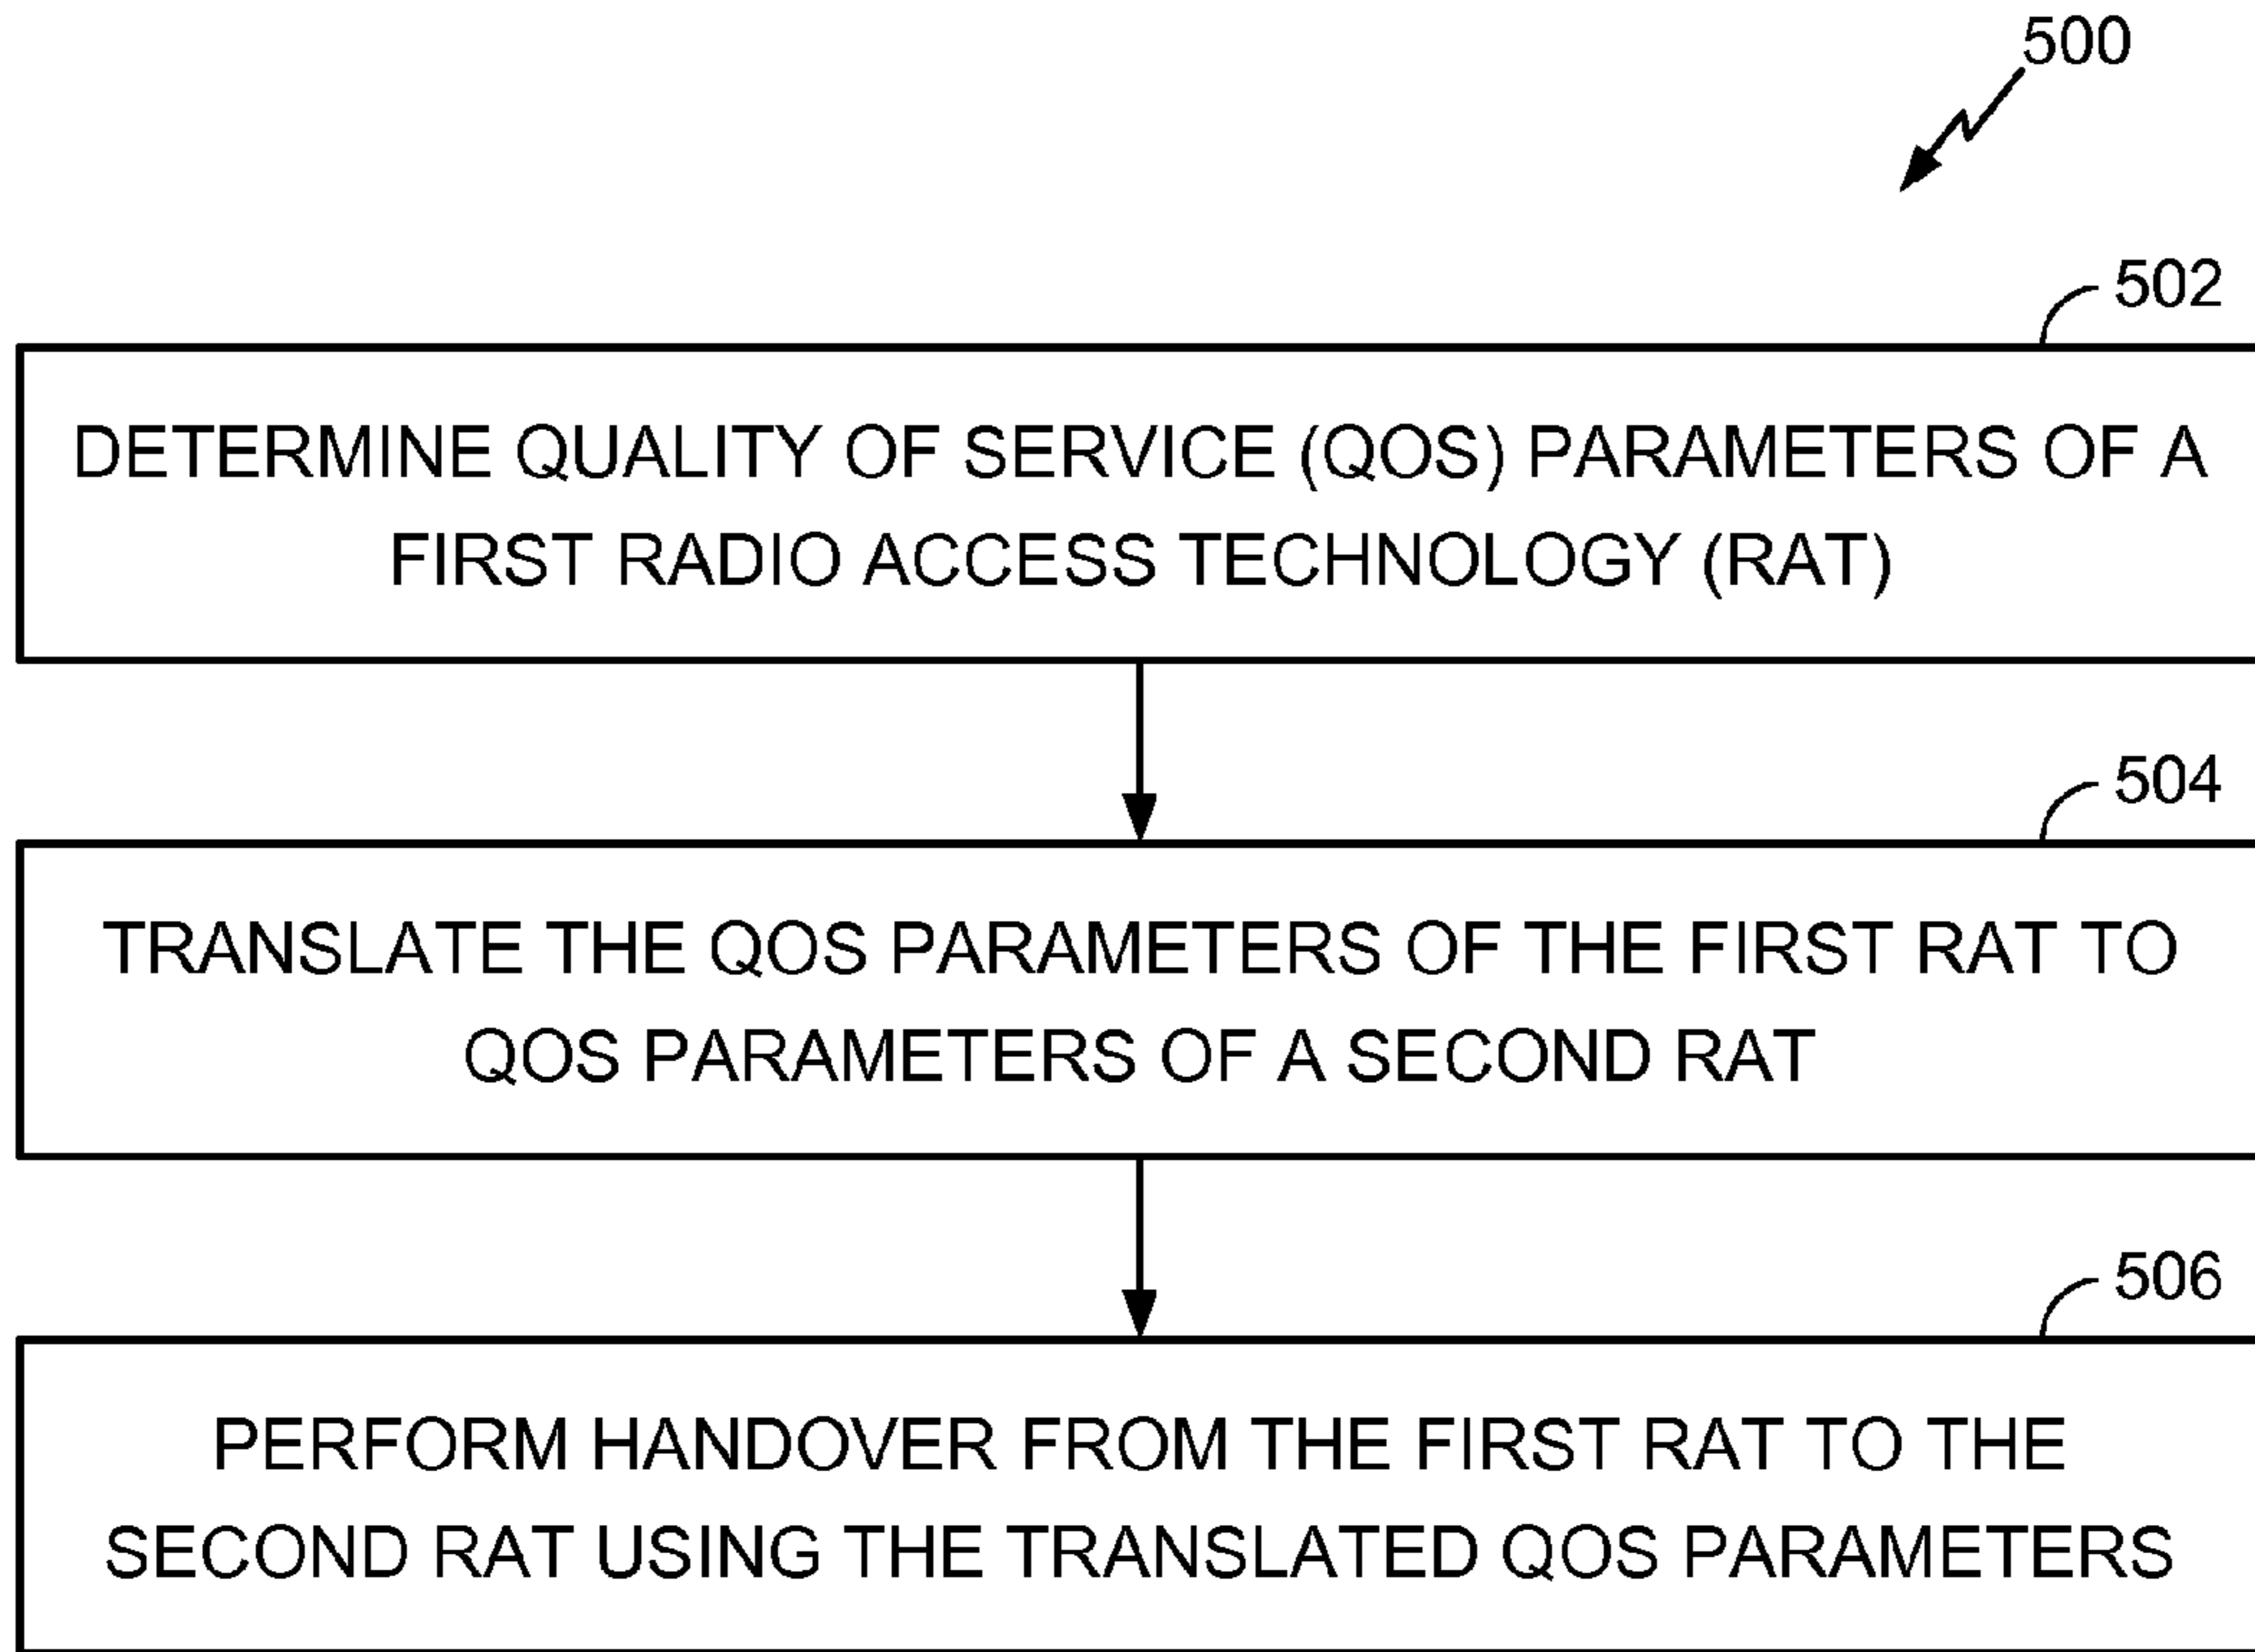 500
502
DETERMINE QUALITY OF SERVICE (QOS) PARAMETERS OF A
FIRST RADIO ACCESS TECHNOLOGY (RAT)
504
TRANSLATE THE QOS PARAMETERS OF THE FIRST RAT TO
QOS PARAMETERS OF A SECOND RAT
506
PERFORM HANDOVER FROM THE FIRST RAT TO THE
SECOND RAT USING THE TRANSLATED QOS PARAMETERS